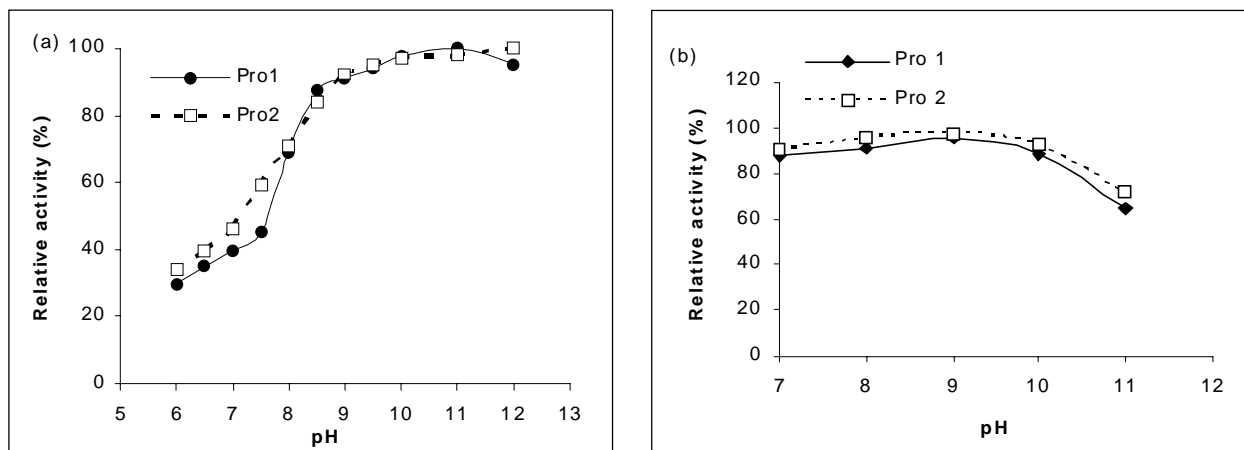 (a)
Pro1
Pro2
100
80
60
40
20
0
5 6 7 8 9 10 11 12 13
pH
Relative activity (%)
(b)
Pro 1
Pro 2
120
100
80
60
40
20
0
7 8 9 10 11 12
pH
Relative activity (%)